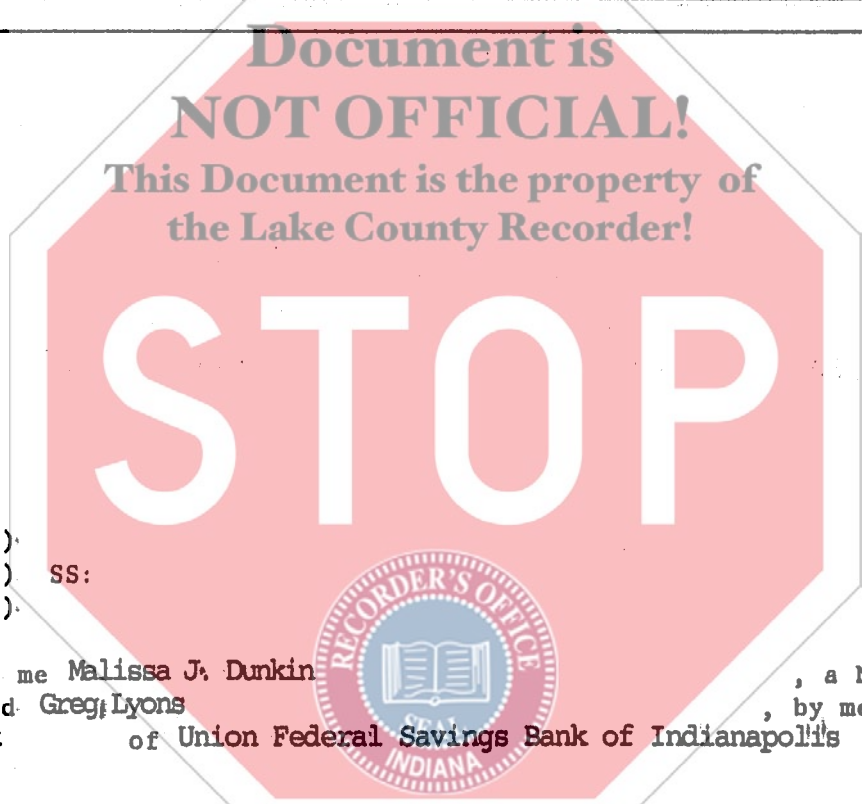 Document is
NOT OFFICIAL!
This Document is the property of
the Lake County Recorder!
STOP
)
) SS:
)
RECORDER'S OFFICE
me Malissa J. Dunkin , a N
d Greg Lyons , by me
of Union Federal Savings Bank of Indianapolis
SEAL
INDIANA